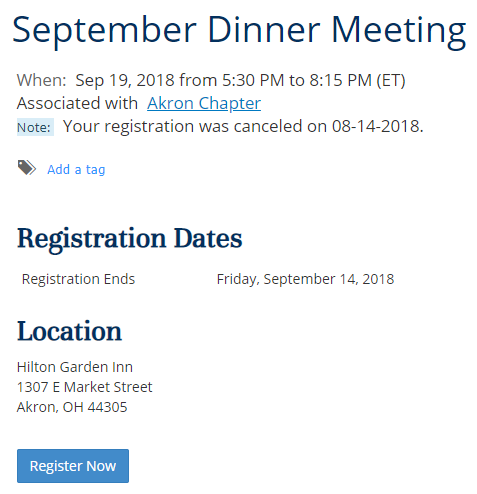 September Dinner Meeting
When: Sep 19, 2018 from 5:30 PM to 8:15 PM (ET)
Associated with Akron Chapter
Note: Your registration was canceled on 08-14-2018.
Add a tag
Registration Dates
Registration Ends Friday, September 14, 2018
Location
Hilton Garden Inn
1307 E Market Street
Akron, OH 44305
Register Now